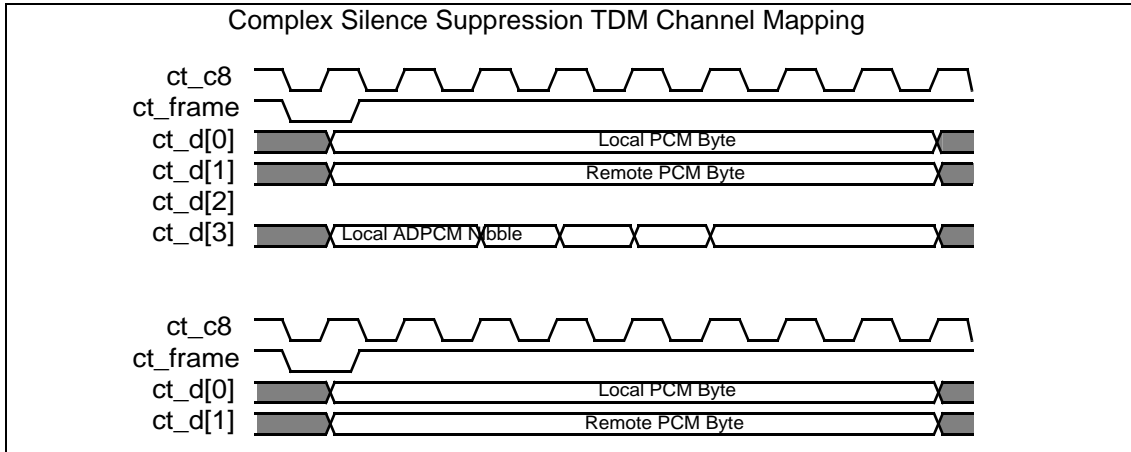 Complex Silence Suppression TDM Channel Mapping
ct_c8
ct_frame
ct_d[0] Local PCM Byte
ct_d[1] Remote PCM Byte
ct_d[2]
ct_d[3] Local ADPCM Nibble
ct_c8
ct_frame
ct_d[0] Local PCM Byte
ct_d[1] Remote PCM Byte